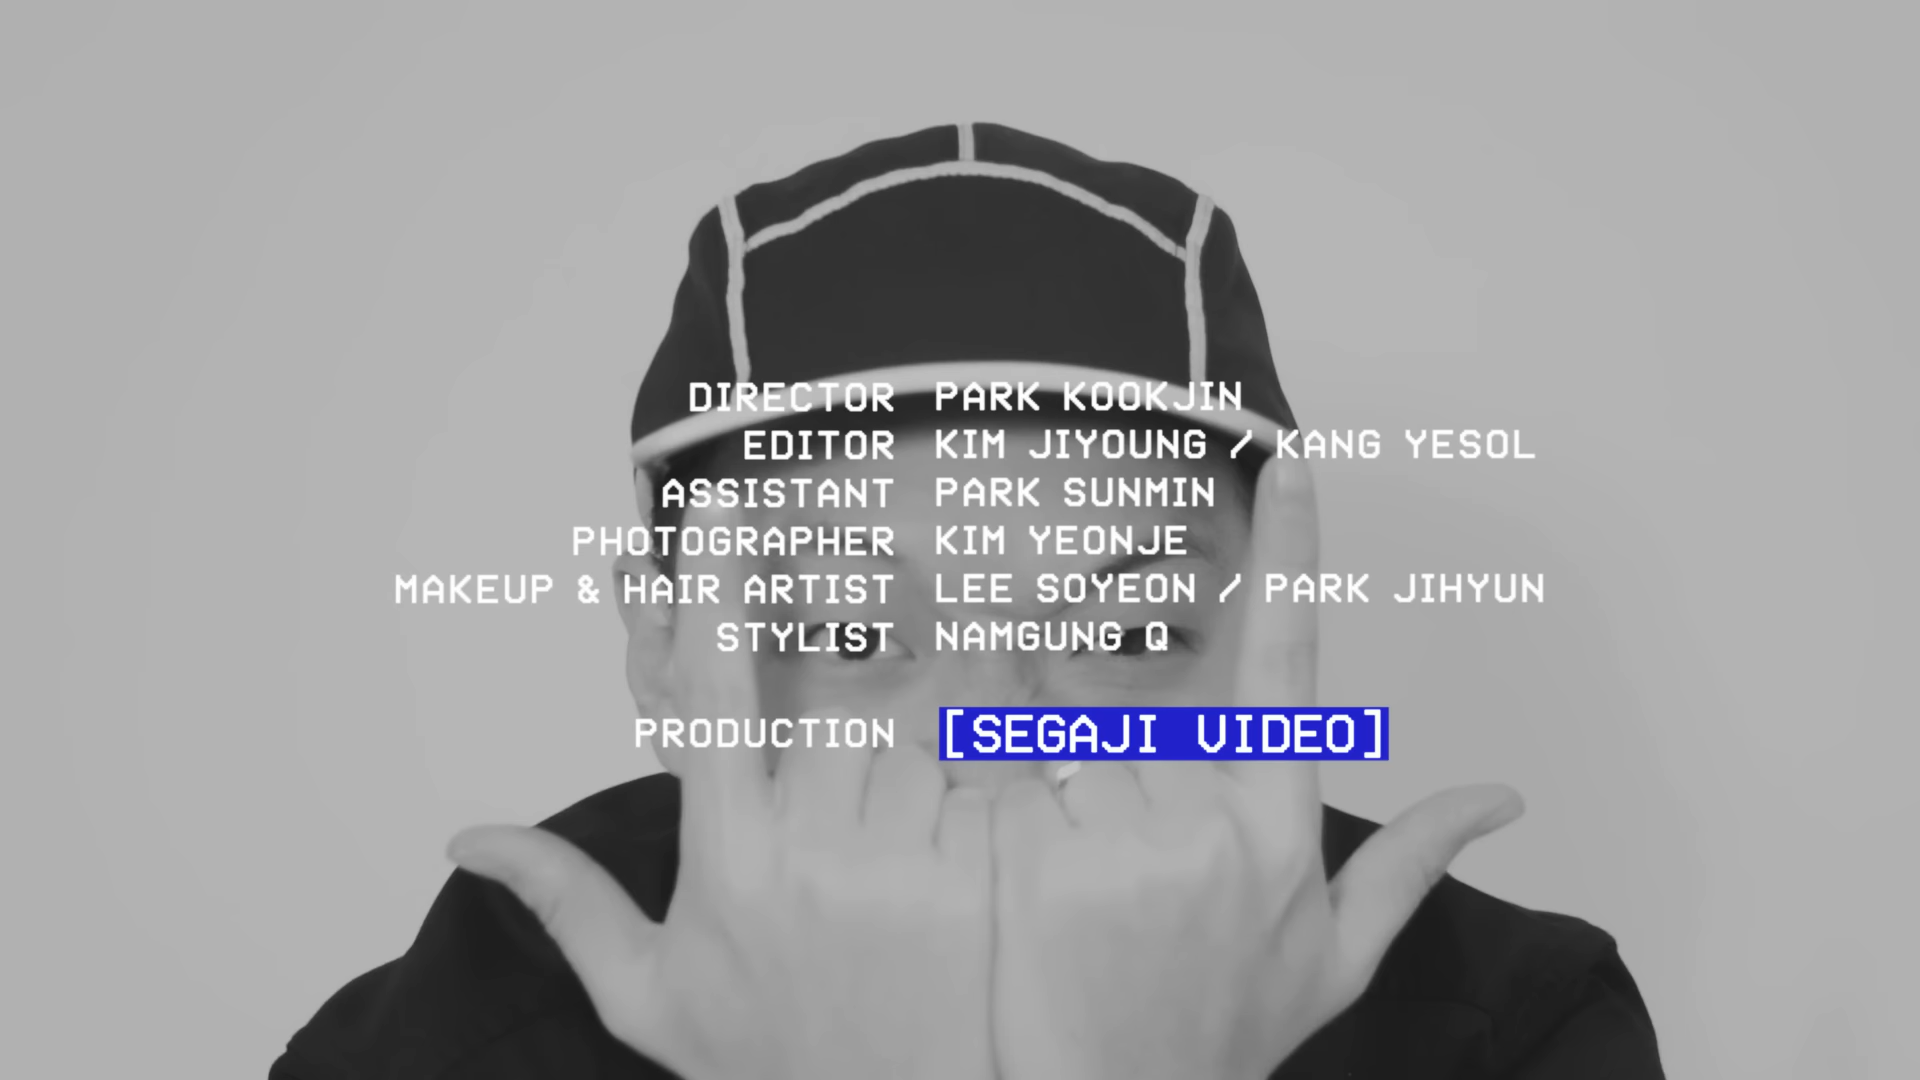 DIRECTOR PARK KOOKJIN
EDITOR KIM JIYOUNG / KANG YESOL
ASSISTANT PARK SUNMIN
PHOTOGRAPHER KIM YEONJE
MAKEUP & HAIR ARTIST LEE SOYEON / PARK JIHYUN
STYLIST NAMGUNG Q
PRODUCTION [SEGAJI VIDEO]